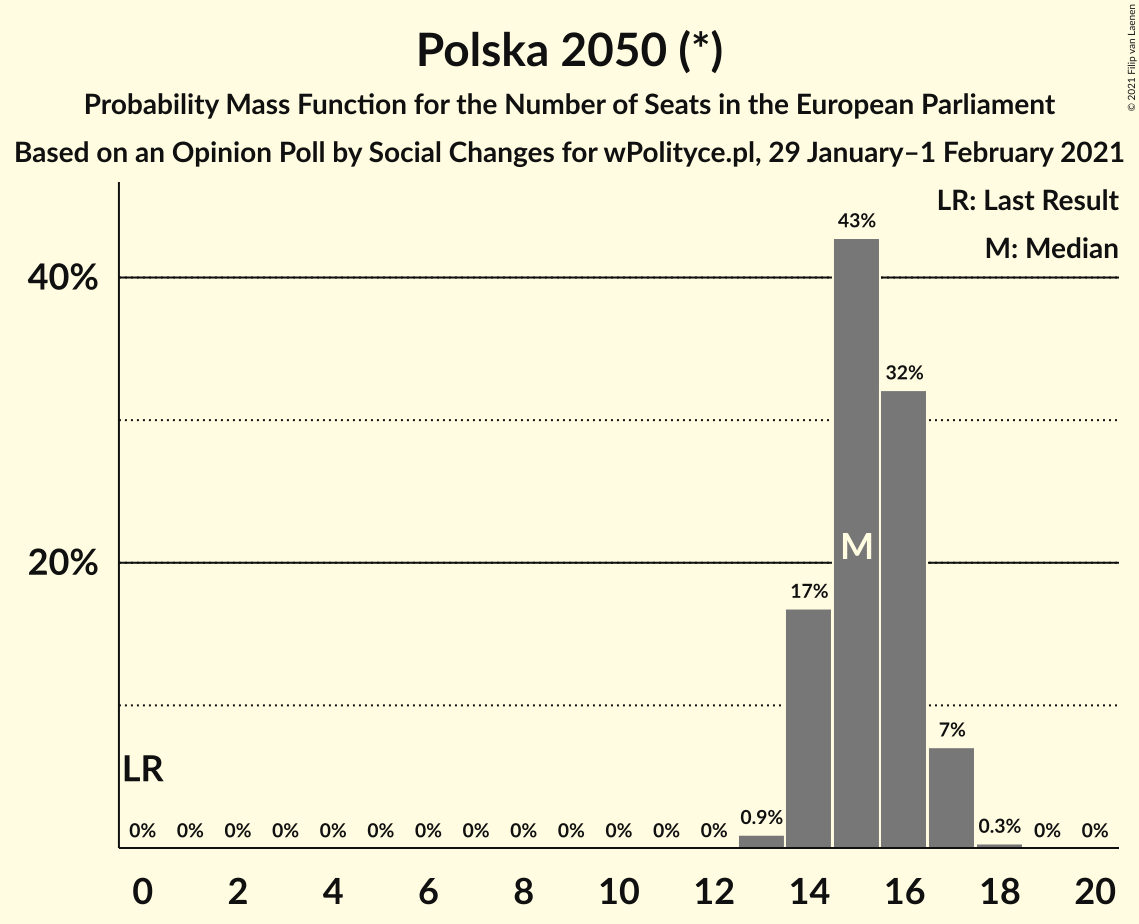 Polska 2050 (*)
Probability Mass Function for the Number of Seats in the European Parliament
Based on an Opinion Poll by Social Changes for wPolityce.pl, 29 January–1 February 2021
© 2021 Filip van Laenen
LR: Last Result
M: Median
40%
20%
43%
32%
17%
M
7%
LR
0% 0% 0% 0% 0% 0% 0% 0% 0% 0% 0% 0% 0% 0.9% 0.3% 0% 0%
0 2 4 6 8 10 12 14 16 18 20